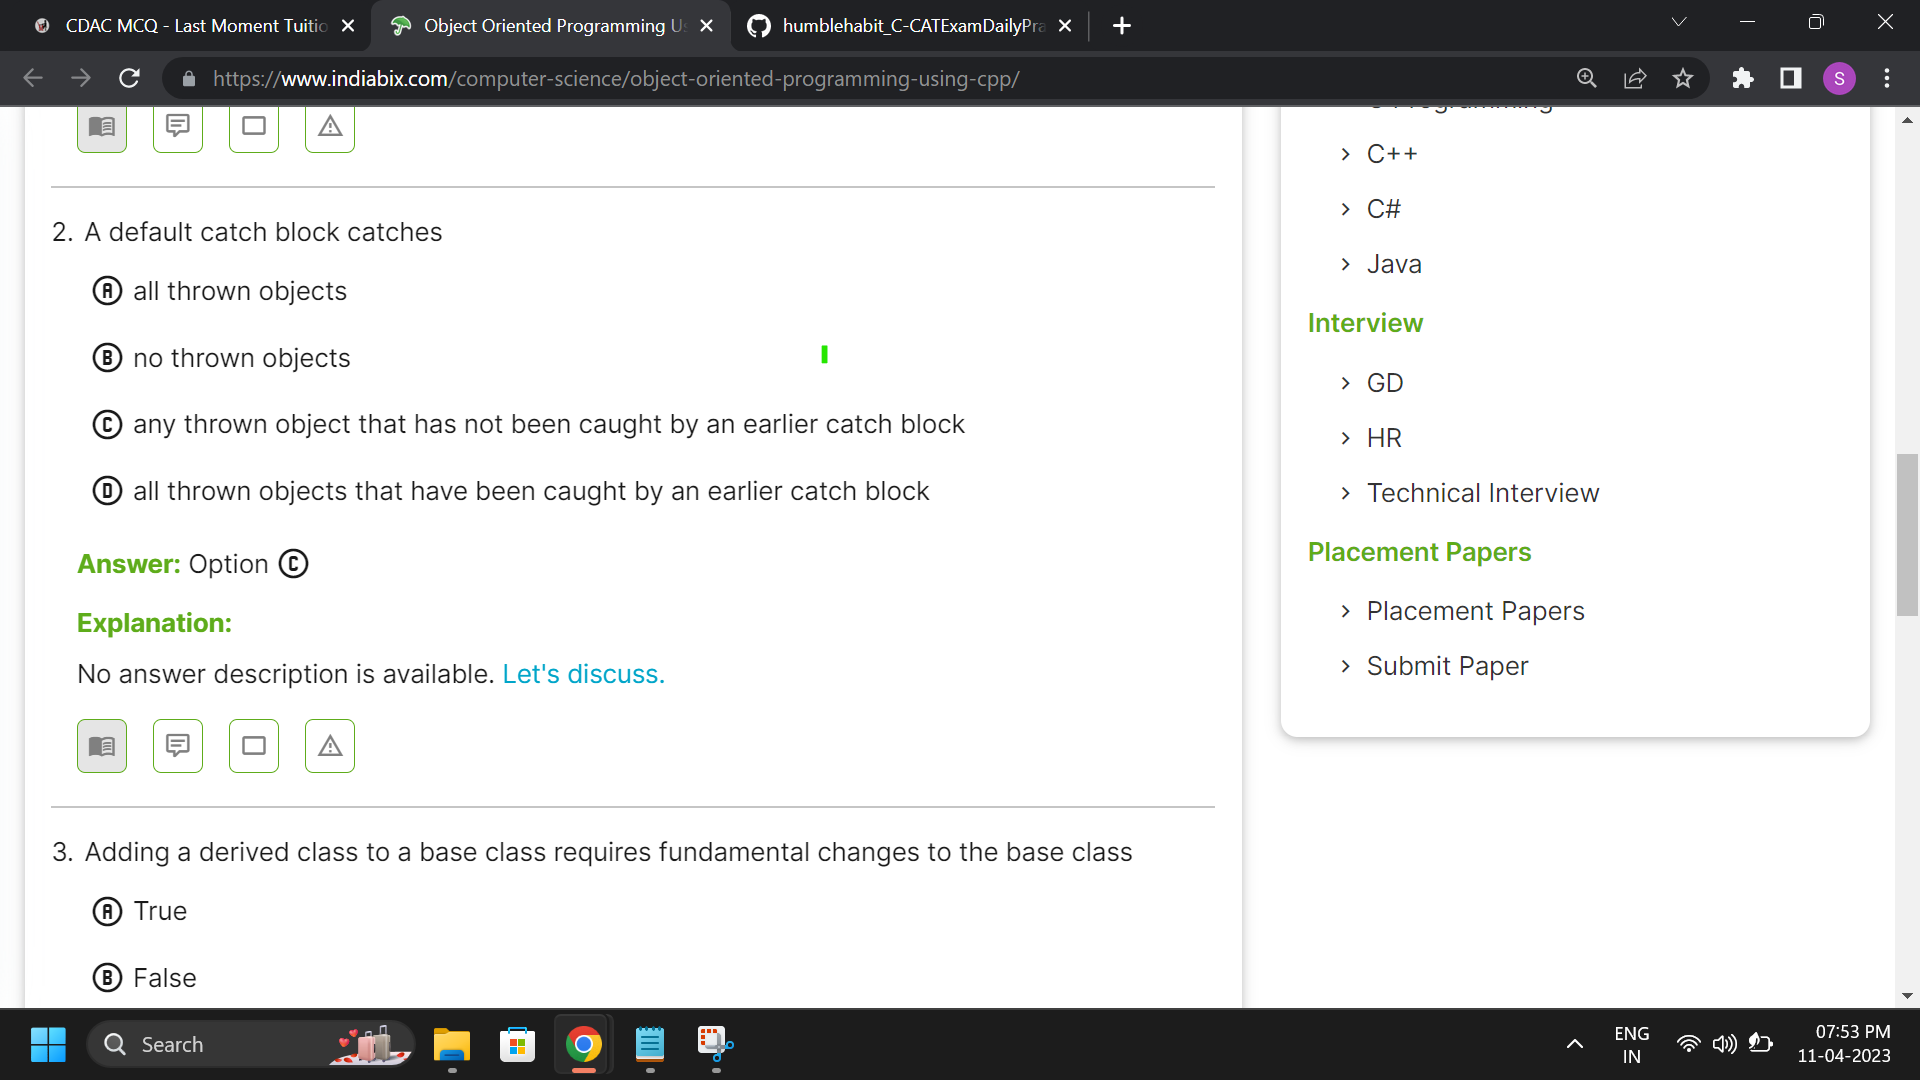 CDAC MCQ - Last Moment Tuitio
Object Oriented Programming U
humblehabit_C-CATExamDailyPra
https://www.indiabix.com/computer-science/object-oriented-programming-using-cpp/
S
2. A default catch block catches
A all thrown objects
B no thrown objects
C any thrown object that has not been caught by an earlier catch block
D all thrown objects that have been caught by an earlier catch block
Answer: Option C
Explanation:
No answer description is available. Let's discuss.
3. Adding a derived class to a base class requires fundamental changes to the base class
A True
B False
C Programming
C++
C#
Java
Interview
GD
HR
Technical Interview
Placement Papers
Placement Papers
Submit Paper
Search
ENG
IN
07:53 PM
11-04-2023